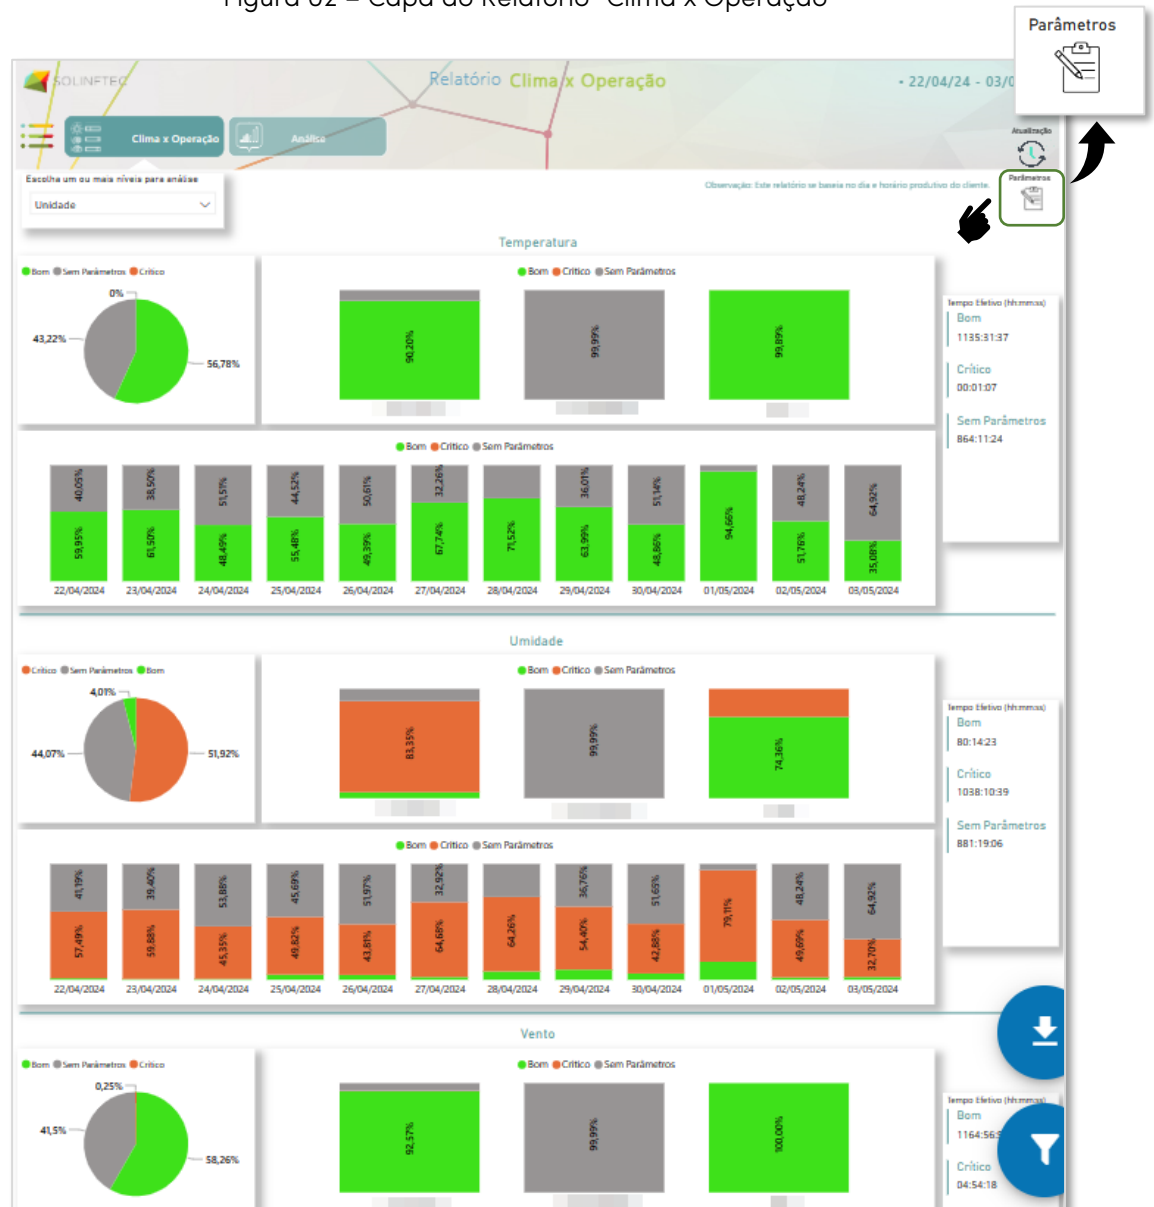 Figura 02 – Capa do Relatório "Clima x Operação"
Parâmetros
SOLINFTEC
Relatório Clima x Operação
- 22/04/24 - 03/0
Clima x Operação
Análise
Atualização
Escolha um ou mais níveis para análise
Unidade
Observação: Este relatório se baseia no dia e horário produtivo do cliente.
Parâmetros
Temperatura
Bom Sem Parâmetros Crítico
0%
43,22%
56,78%
Bom Crítico Sem Parâmetros
90,20%
99,99%
99,89%
Tempo Efetivo (hh:mm:ss)
Bom
1135:31:37
Crítico
00:01:07
Sem Parâmetros
864:11:24
Bom Crítico Sem Parâmetros
40,05% 38,50% 51,51% 44,52% 50,61% 32,26% 36,01% 51,14% 48,24% 64,92%
59,95% 61,50% 48,49% 55,48% 49,39% 67,74% 71,52% 63,99% 48,86% 94,66% 51,76% 35,08%
22/04/2024 23/04/2024 24/04/2024 25/04/2024 26/04/2024 27/04/2024 28/04/2024 29/04/2024 30/04/2024 01/05/2024 02/05/2024 03/05/2024
Umidade
Crítico Sem Parâmetros Bom
4,01%
44,07%
51,92%
Bom Crítico Sem Parâmetros
83,35%
99,99%
74,36%
Tempo Efetivo (hh:mm:ss)
Bom
80:14:23
Crítico
1038:10:39
Sem Parâmetros
881:19:06
Bom Crítico Sem Parâmetros
41,19% 39,40% 53,88% 45,69% 51,97% 32,92% 36,76% 51,65% 48,24% 64,92%
57,49% 59,88% 45,35% 49,82% 43,81% 64,68% 64,26% 54,40% 42,88% 79,11% 49,69% 32,70%
22/04/2024 23/04/2024 24/04/2024 25/04/2024 26/04/2024 27/04/2024 28/04/2024 29/04/2024 30/04/2024 01/05/2024 02/05/2024 03/05/2024
Vento
Bom Sem Parâmetros Crítico
0,25%
41,5%
58,26%
Bom Crítico Sem Parâmetros
92,57%
99,99%
100,00%
Tempo Efetivo (hh:mm:ss)
Bom
1164:56:
Crítico
04:54:18